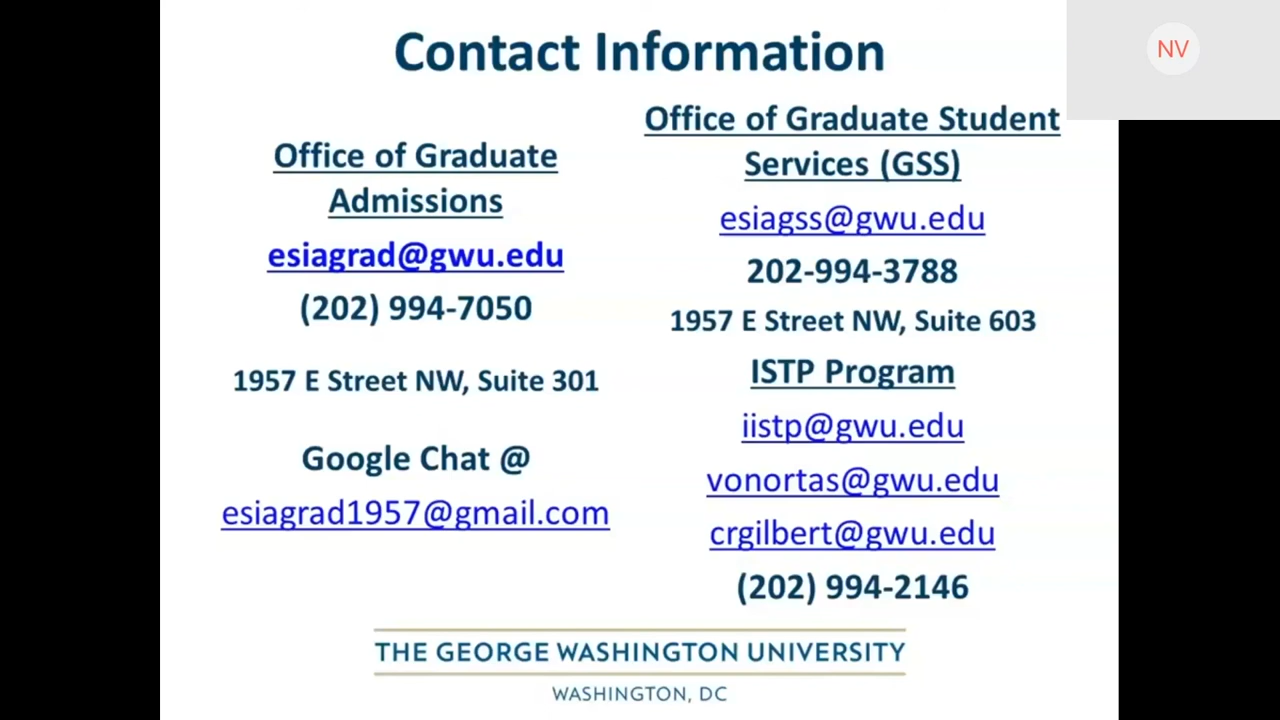 Contact Information
NV
Office of Graduate
Admissions
esiagrad@gwu.edu
(202) 994-7050
1957 E Street NW, Suite 301
Google Chat @
esiagrad1957@gmail.com
Office of Graduate Student
Services (GSS)
esiagss@gwu.edu
202-994-3788
1957 E Street NW, Suite 603
ISTP Program
iistp@gwu.edu
vonortas@gwu.edu
crgilbert@gwu.edu
(202) 994-2146
THE GEORGE WASHINGTON UNIVERSITY
WASHINGTON, DC